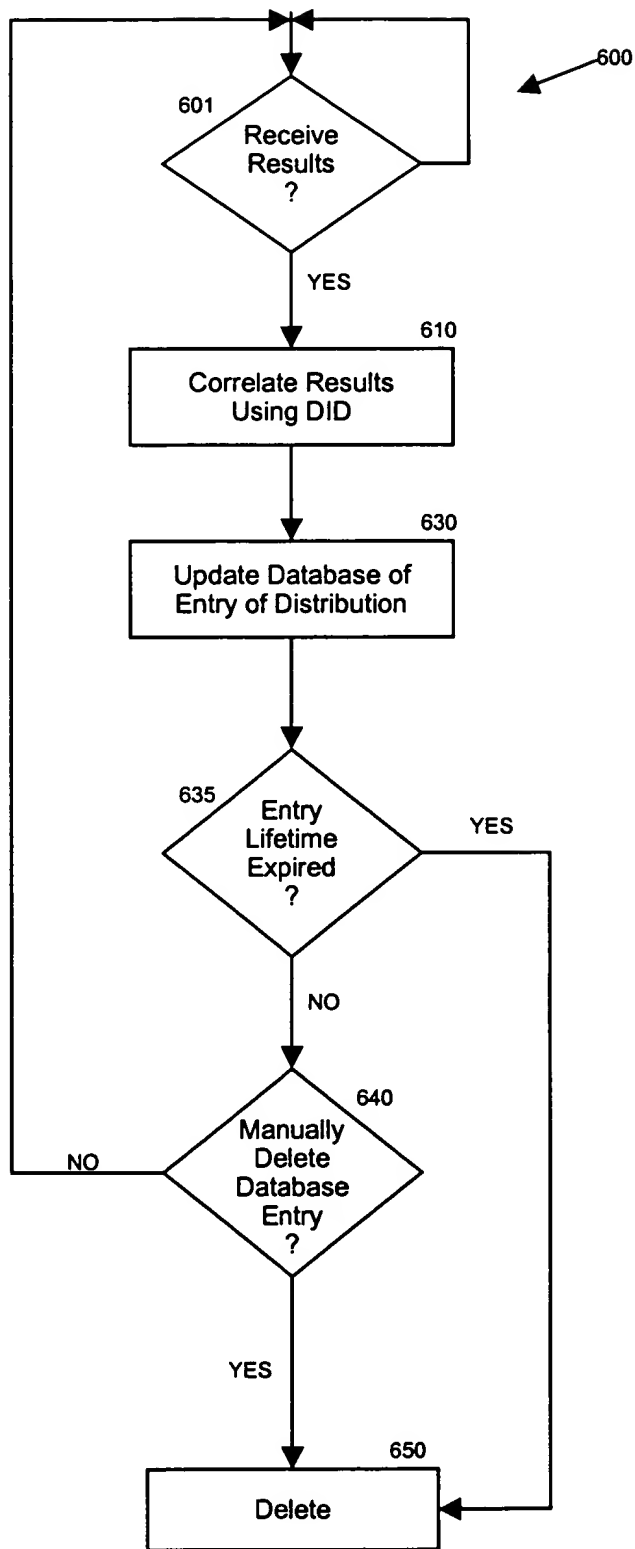 600
601
Receive
Results
?
YES
610
Correlate Results
Using DID
630
Update Database of
Entry of Distribution
635
Entry
Lifetime
Expired
?
YES
NO
640
Manually
Delete
Database
Entry
?
NO
YES
650
Delete